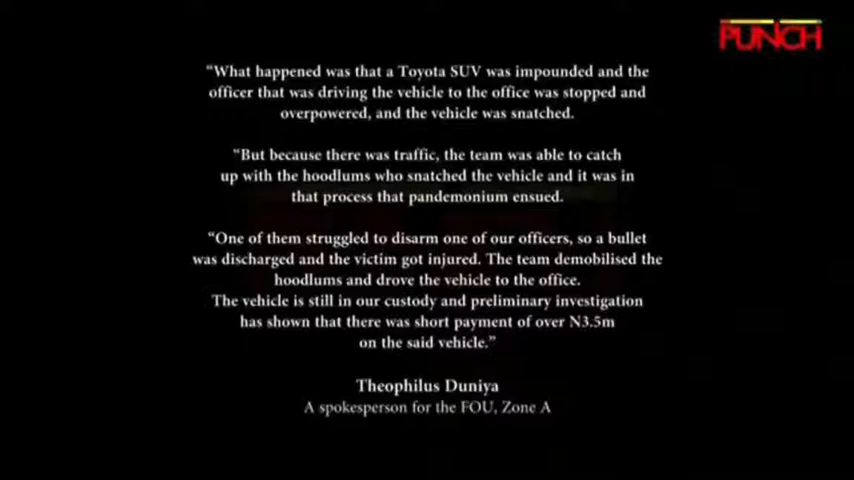 PUNCH
“What happened was that a Toyota SUV was impounded and the
officer that was driving the vehicle to the office was stopped and
overpowered, and the vehicle was snatched.
“But because there was traffic, the team was able to catch
up with the hoodlums who snatched the vehicle and it was in
that process that pandemonium ensued.
“One of them struggled to disarm one of our officers, so a bullet
was discharged and the victim got injured. The team demobilised the
hoodlums and drove the vehicle to the office.
The vehicle is still in our custody and preliminary investigation
has shown that there was short payment of over N3.5m
on the said vehicle.”
Theophilus Duniya
A spokesperson for the FOU, Zone A